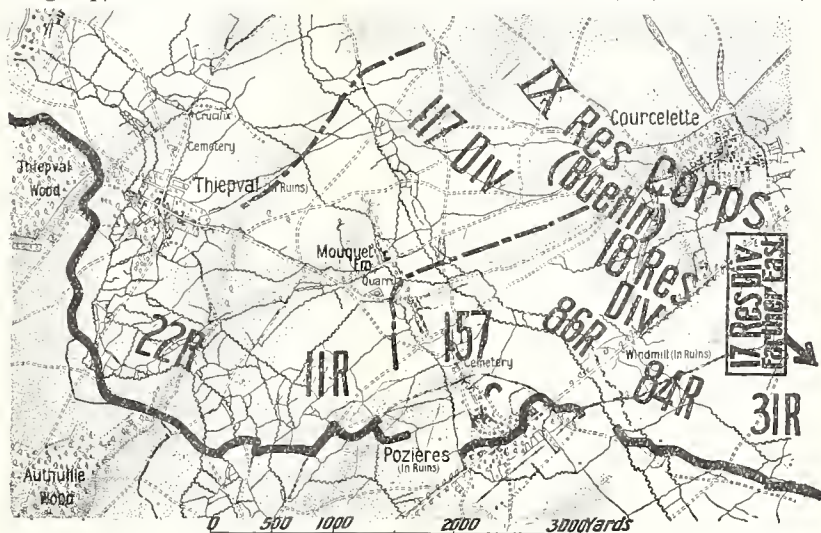 Crucifix
Cemetery
Thiepval
Wood
Thiepval (In Ruins)
117 DIV
IX Res Corps
(Boehn)
Courcelette
18 Res
DIV
17 Res Div
Farther East
Mouquet
Fm
Quarry
22R
11R
157
Cemetery
86R
Windmill (In Ruins)
84R
31R
Pozières
(In Ruins)
Authuille
Wood
0 500 1000 2000 3000 Yards